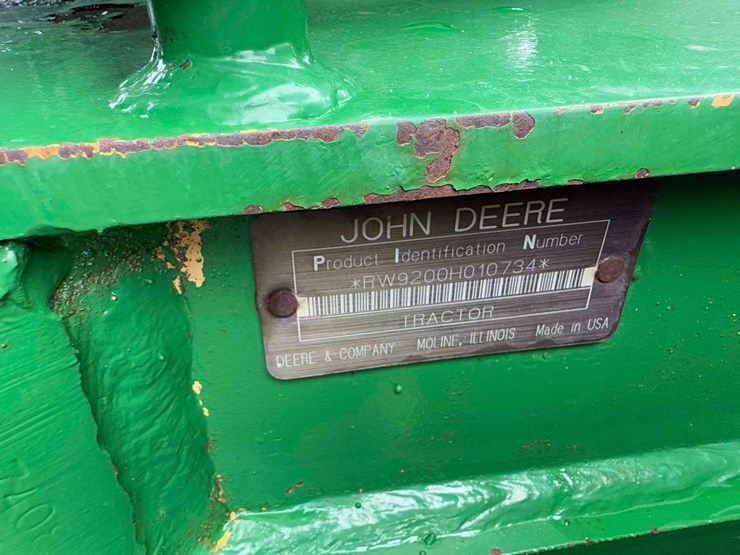 JOHN DEERE
Product Identification Number
*RW9200H010734*
TRACTOR
DEERE & COMPANY MOLINE, ILLINOIS Made in USA